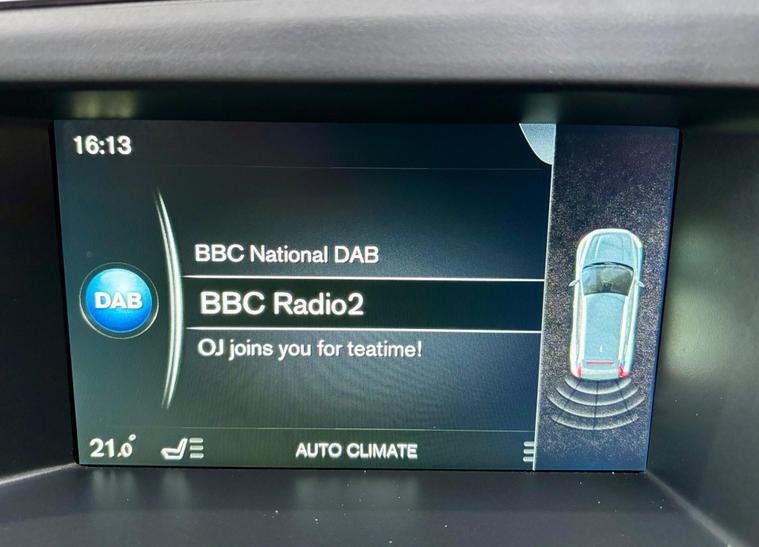 16:13
BBC National DAB
DAB
BBC Radio2
OJ joins you for teatime!
21.0°
AUTO CLIMATE